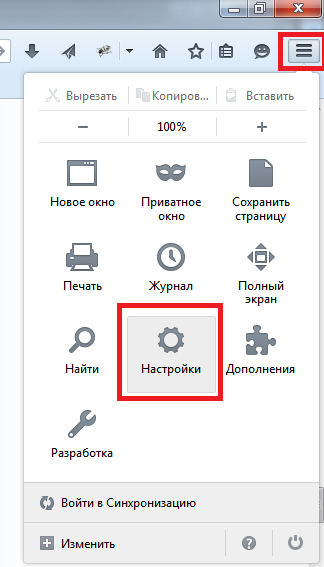 Вырезать Копиров... Вставить
100%
Новое окно Приватное окно Сохранить страницу
Печать Журнал Полный экран
Найти Настройки Дополнения
Разработка
Войти в Синхронизацию
Изменить